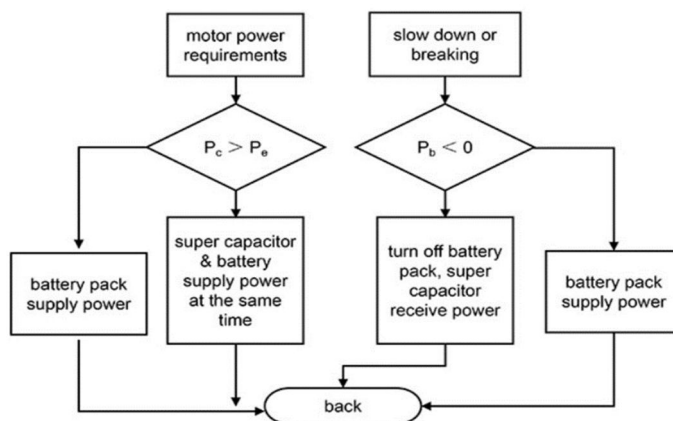 motor power
requirements
slow down or
breaking
Pc > Pe
Pb < 0
battery pack
supply power
super capacitor
& battery
supply power
at the same
time
turn off battery
pack, super
capacitor
receive power
battery pack
supply power
back